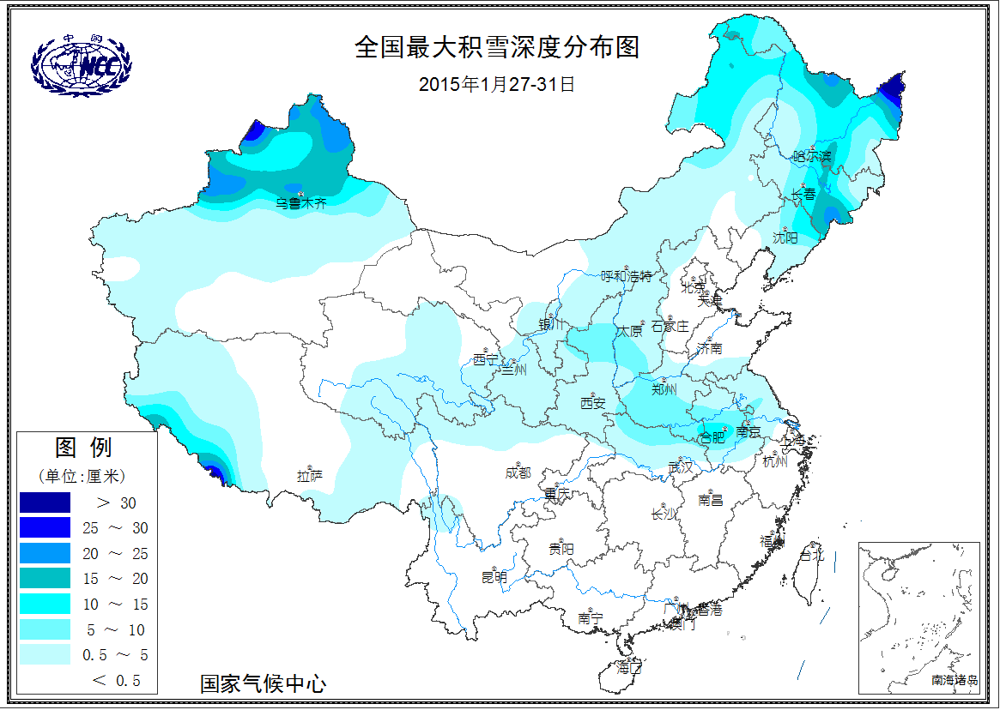 中国
NCC
全国最大积雪深度分布图
2015年1月27-31日
哈尔滨
长春
乌鲁木齐
沈阳
呼和浩特
北京
天津
银川
太原
石家庄
济南
西宁
兰州
郑州
西安
合肥
南京
上海
杭州
拉萨
成都
武汉
重庆
南昌
长沙
贵阳
福州
台北
昆明
南宁
广州
香港
澳门
海口
图 例
(单位:厘米)
> 30
25 ~ 30
20 ~ 25
15 ~ 20
10 ~ 15
5 ~ 10
0.5 ~ 5
< 0.5
国家气候中心
南海诸岛